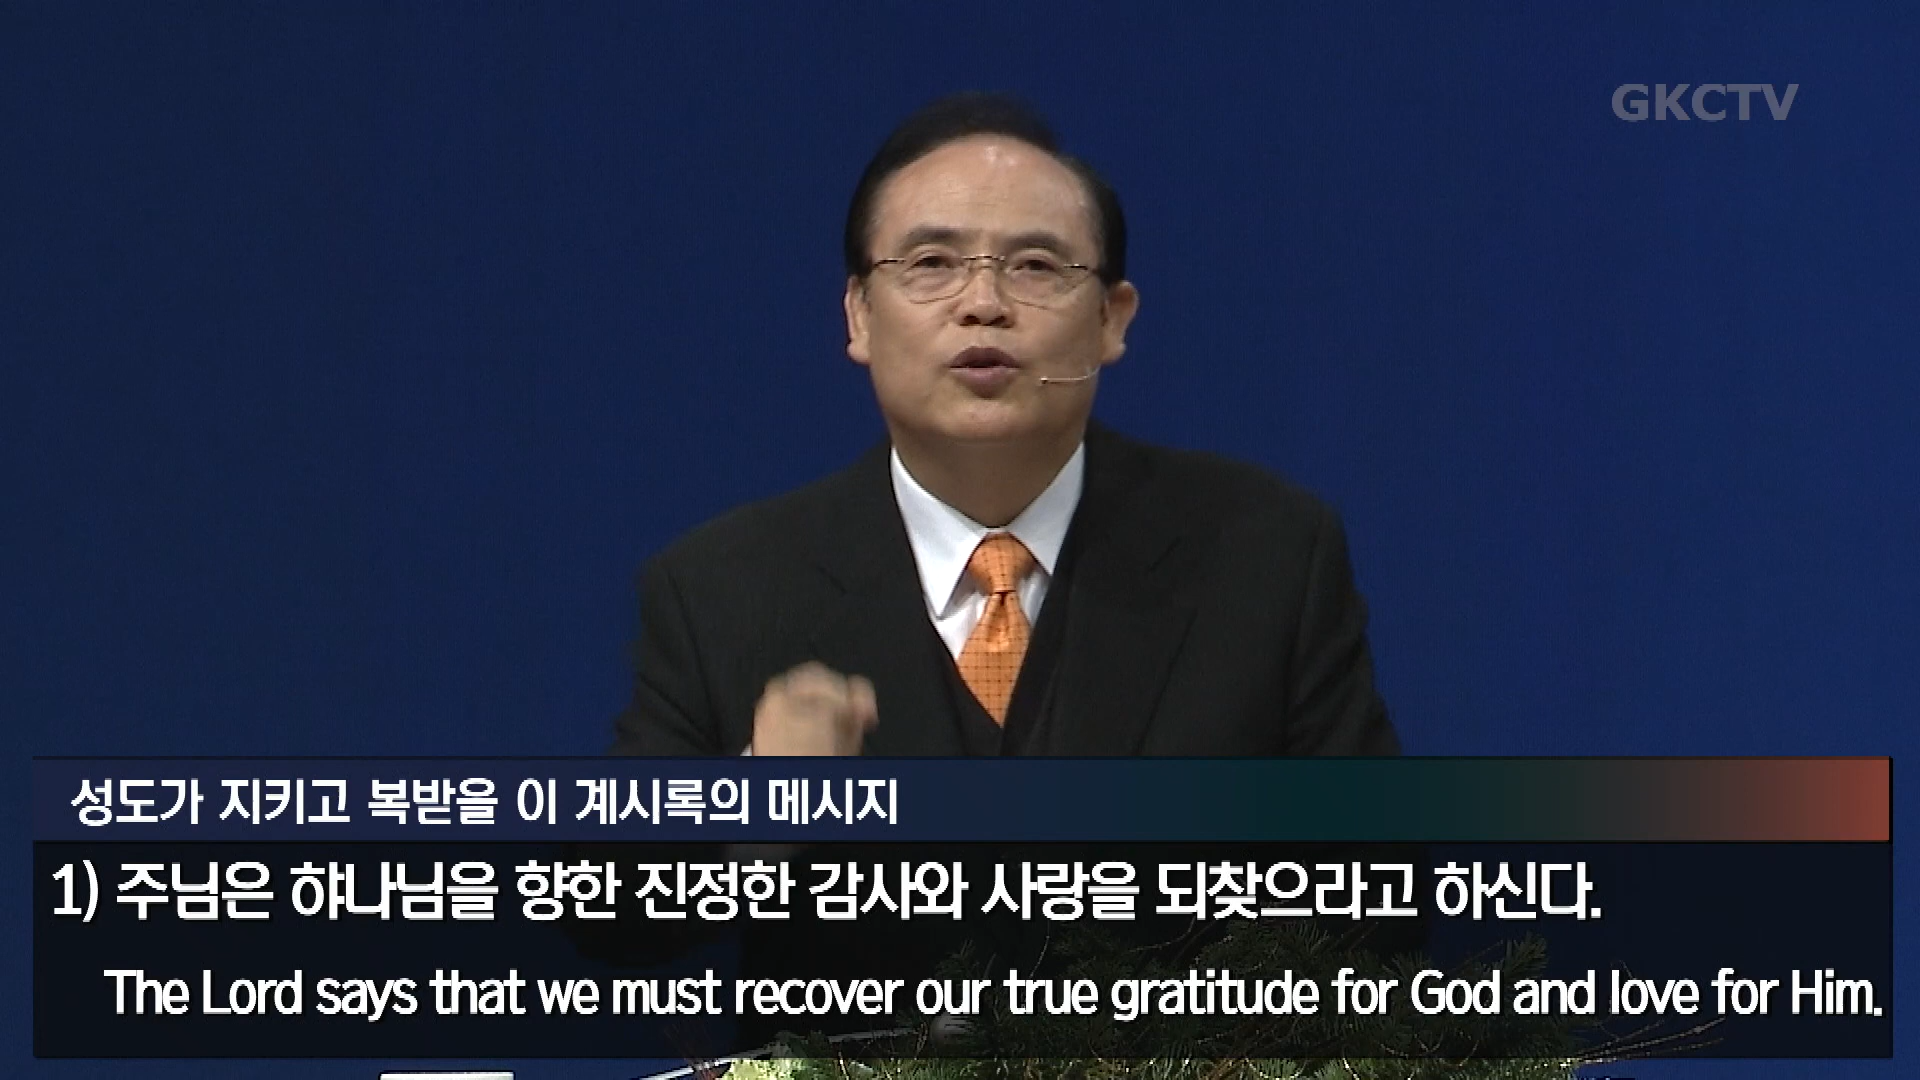 GKCTV
성도가 지키고 복받을 이 계시록의 메시지
1) 주님은 햐나님을 향한 진정한 감사와 사랑을 되찾으라고 하신다.
The Lord says that we must recover our true gratitude for God and love for Him.